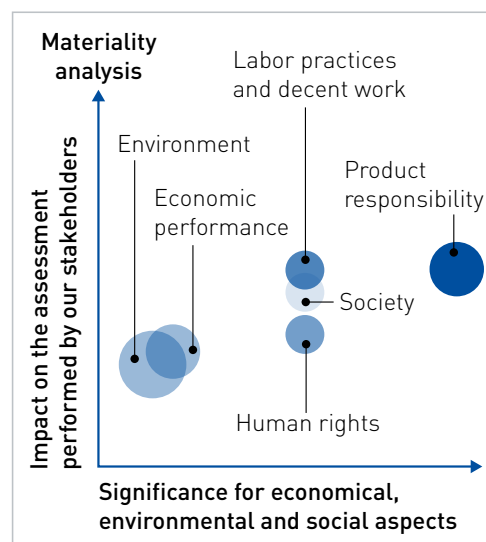 Materiality
analysis
Labor practices
and decent work
Environment
Product
responsibility
Economic
performance
Society
Human rights
Impact on the assessment
performed by our stakeholders
Significance for economical,
environmental and social aspects